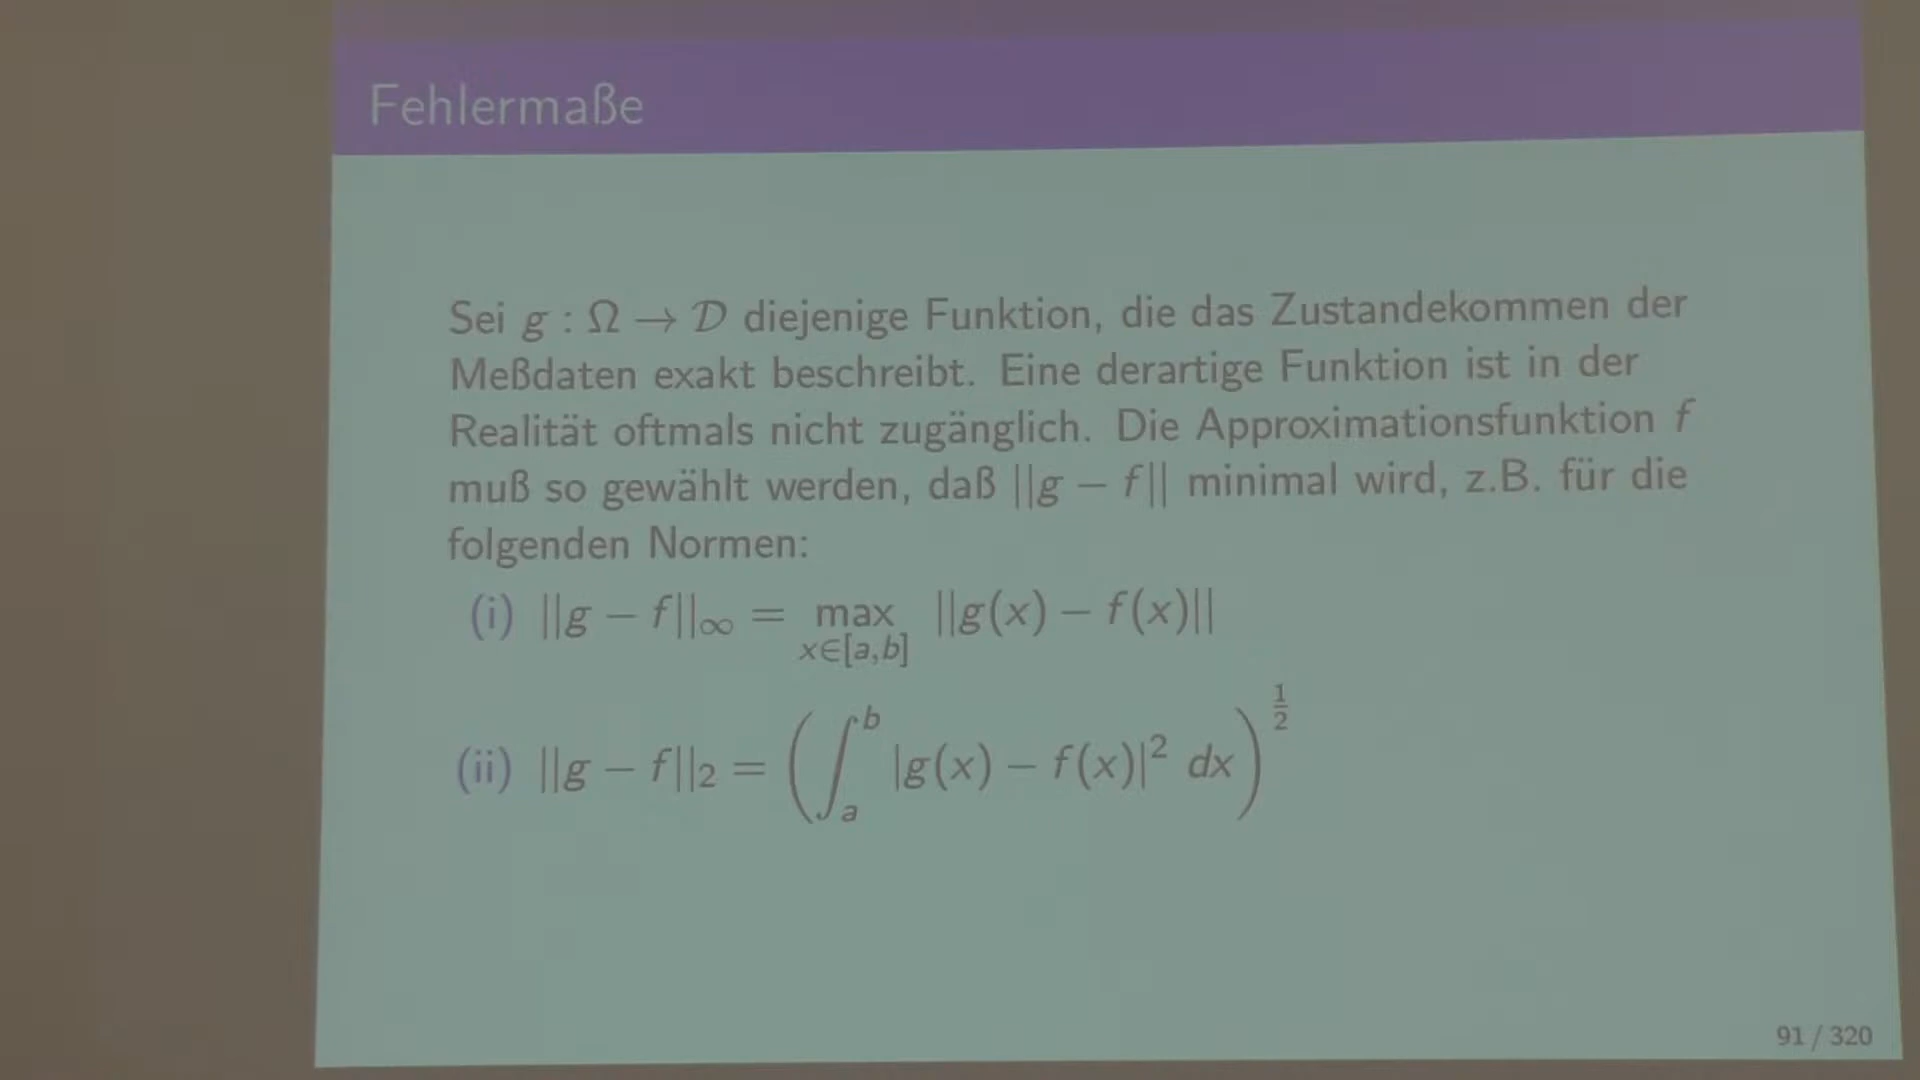 Fehlermaße
Sei g : Ω → 𝒟 diejenige Funktion, die das Zustandekommen der
Meßdaten exakt beschreibt. Eine derartige Funktion ist in der
Realität oftmals nicht zugänglich. Die Approximationsfunktion f
muß so gewählt werden, daß ||g − f|| minimal wird, z.B. für die
folgenden Normen:
(i) ||g − f||∞ = max x∈[a,b] ||g(x) − f(x)||
(ii) ||g − f||₂ = (∫ₐᵇ |g(x) − f(x)|² dx)^½
91 / 320